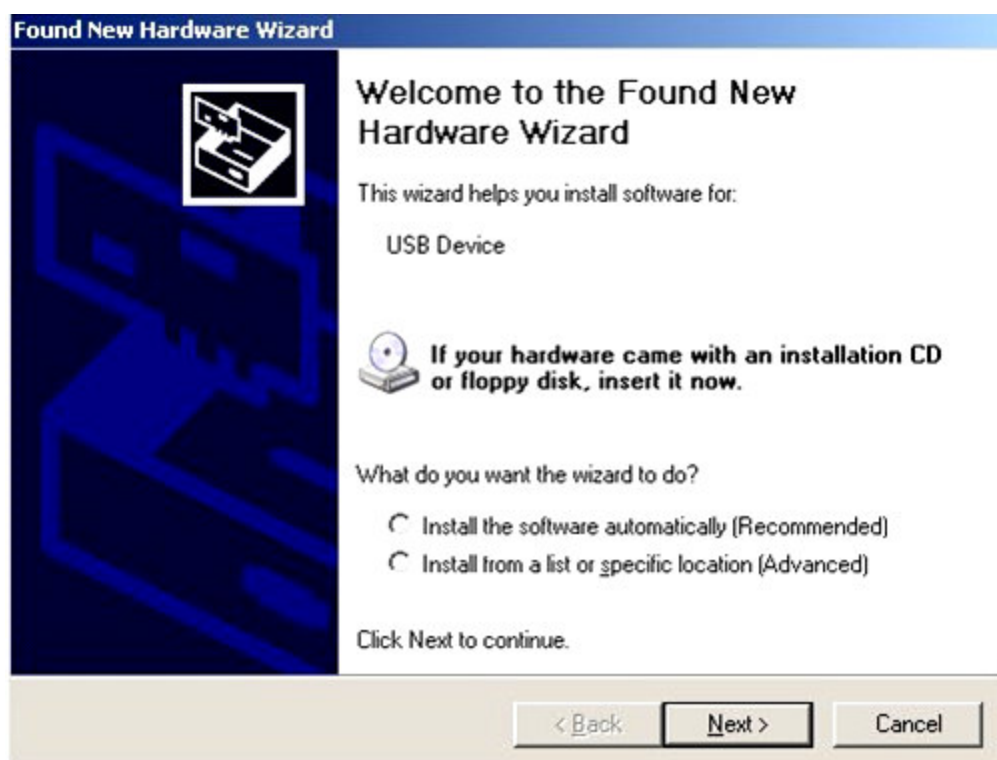 Found New Hardware Wizard
Welcome to the Found New
Hardware Wizard
This wizard helps you install software for:
USB Device
If your hardware came with an installation CD
or floppy disk, insert it now.
What do you want the wizard to do?
Install the software automatically (Recommended)
Install from a list or specific location (Advanced)
Click Next to continue.
< Back
Next >
Cancel